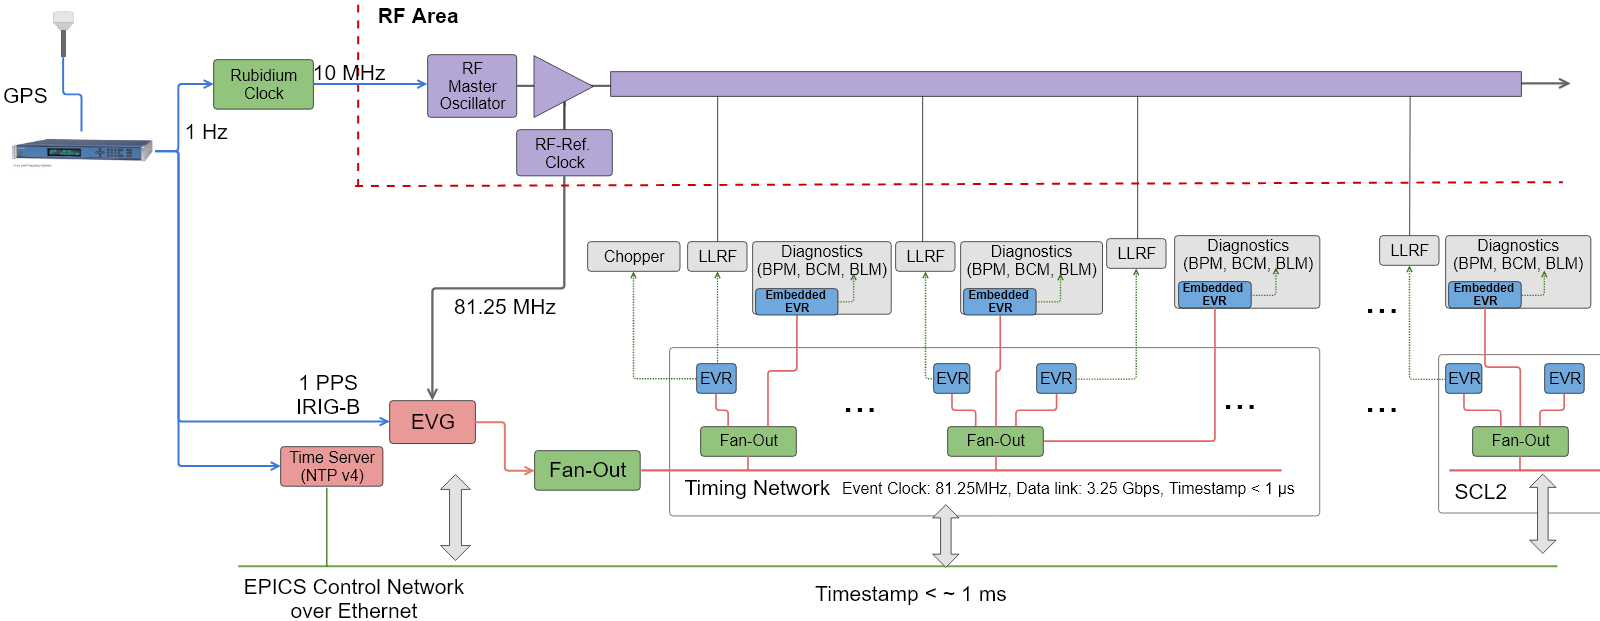 RF Area
GPS
Rubidium
Clock
10 MHz
RF
Master
Oscillator
1 Hz
RF-Ref.
Clock
81.25 MHz
Chopper
LLRF
Diagnostics
(BPM, BCM, BLM)
Embedded
EVR
LLRF
Diagnostics
(BPM, BCM, BLM)
Embedded
EVR
LLRF
Diagnostics
(BPM, BCM, BLM)
Embedded
EVR
...
LLRF
Diagnostics
(BPM, BCM, BLM)
Embedded
EVR
1 PPS
IRIG-B
EVG
Time Server
(NTP v4)
Fan-Out
EVR
Fan-Out
...
EVR
EVR
Fan-Out
...
...
EVR
EVR
Fan-Out
Timing Network
Event Clock: 81.25MHz, Data link: 3.25 Gbps, Timestamp < 1 µs
SCL2
EPICS Control Network
over Ethernet
Timestamp < ~ 1 ms